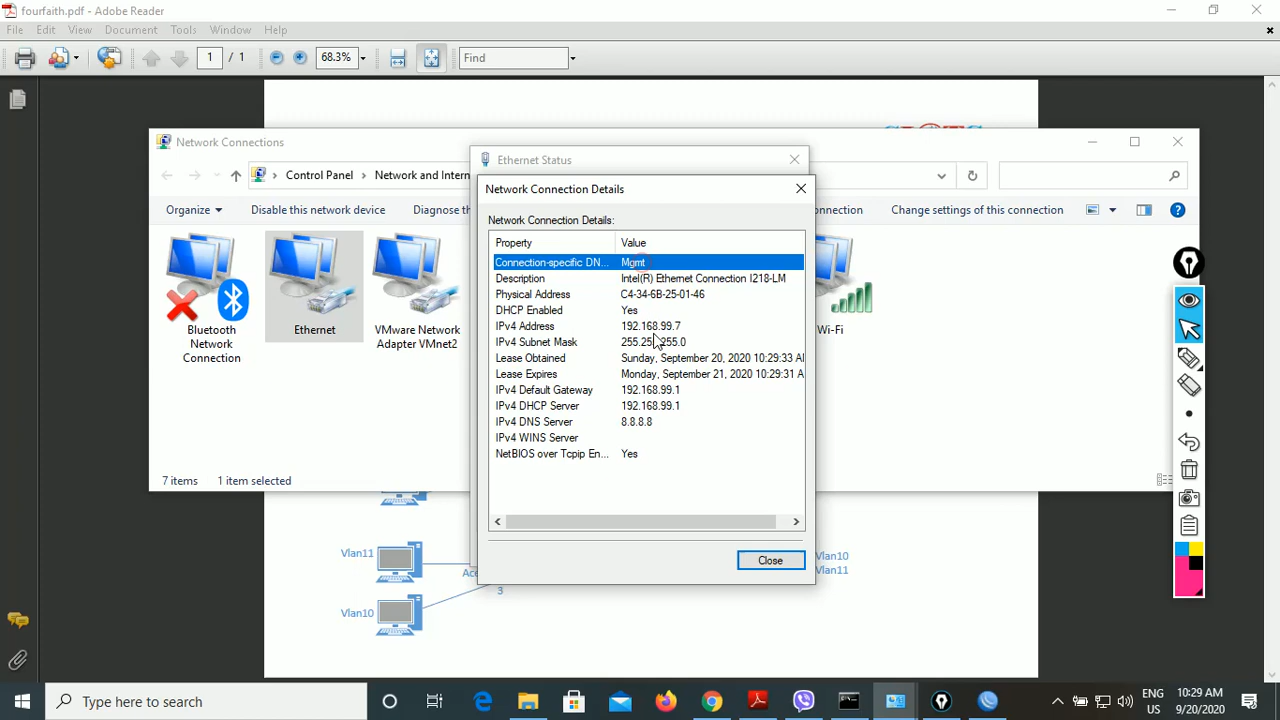 fourfaith.pdf - Adobe Reader
File Edit View Document Tools Window Help
1 / 1 68.3% Find
Network Connections
Control Panel Network and Intern
Organize Disable this network device Diagnose th onnection Change settings of this connection
Bluetooth Network Connection
Ethernet
VMware Network Adapter VMnet2
Wi-Fi
7 items 1 item selected
Ethernet Status
Network Connection Details
Network Connection Details:
Property Value
Connection-specific DN... Mgmt
Description Intel(R) Ethernet Connection I218-LM
Physical Address C4-34-6B-25-01-46
DHCP Enabled Yes
IPv4 Address 192.168.99.7
IPv4 Subnet Mask 255.255.255.0
Lease Obtained Sunday, September 20, 2020 10:29:33 AM
Lease Expires Monday, September 21, 2020 10:29:31 A
IPv4 Default Gateway 192.168.99.1
IPv4 DHCP Server 192.168.99.1
IPv4 DNS Server 8.8.8.8
IPv4 WINS Server
NetBIOS over Tcpip En... Yes
Close
Vlan11
Vlan10
Ace
3
Vlan10
Vlan11
Type here to search
ENG
US
10:29 AM
9/20/2020